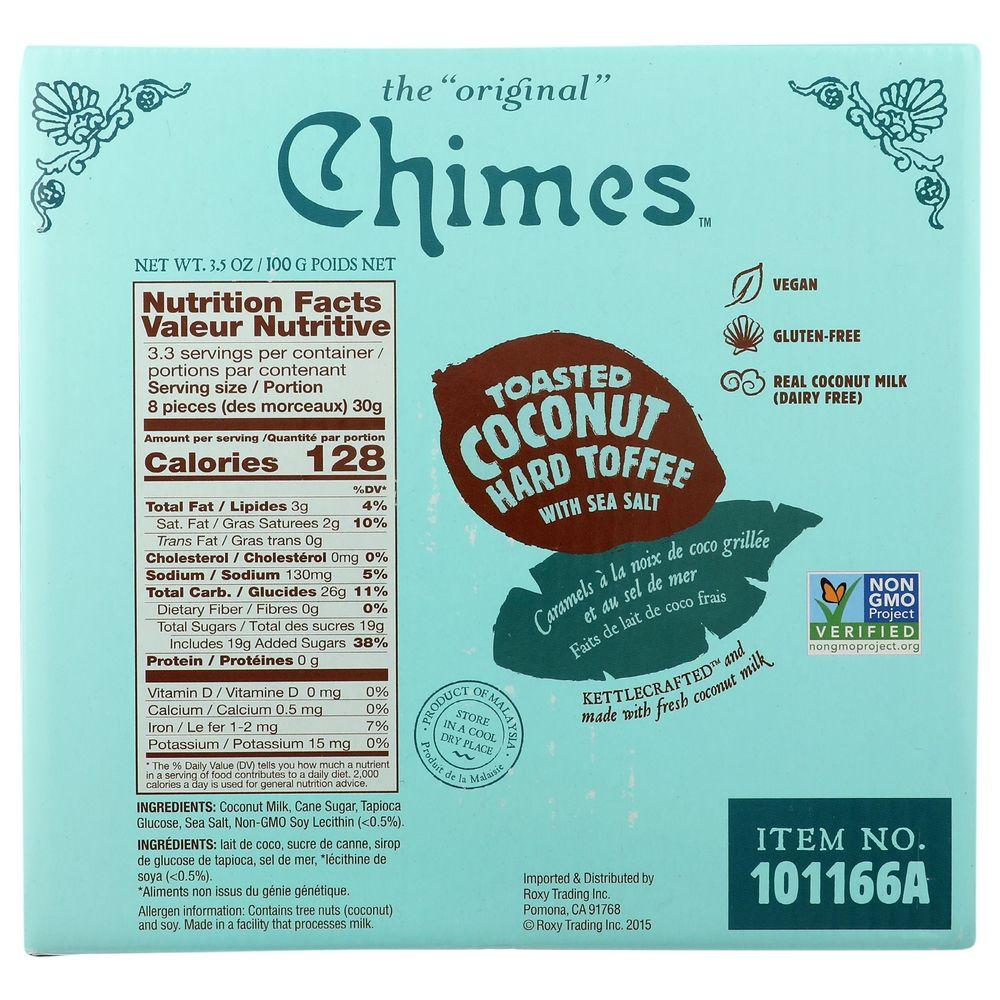 the "original"
Chimes™
NET WT. 3.5 OZ / 100 G POIDS NET
Nutrition Facts
Valeur Nutritive
3.3 servings per container /
portions par contenant
Serving size / Portion
8 pieces (des morceaux) 30g
Amount per serving /Quantité par portion
Calories 128
%DV*
Total Fat / Lipides 3g 4%
Sat. Fat / Gras Saturees 2g 10%
Trans Fat / Gras trans 0g
Cholesterol / Cholestérol 0mg 0%
Sodium / Sodium 130mg 5%
Total Carb. / Glucides 26g 11%
Dietary Fiber / Fibres 0g 0%
Total Sugars / Total des sucres 19g
Includes 19g Added Sugars 38%
Protein / Protéines 0 g
Vitamin D / Vitamine D 0 mg 0%
Calcium / Calcium 0.5 mg 0%
Iron / Le fer 1-2 mg 7%
Potassium / Potassium 15 mg 0%
* The % Daily Value (DV) tells you how much a nutrient
in a serving of food contributes to a daily diet. 2,000
calories a day is used for general nutrition advice.
INGREDIENTS: Coconut Milk, Cane Sugar, Tapioca
Glucose, Sea Salt, Non-GMO Soy Lecithin (<0.5%).
INGRÉDIENTS: lait de coco, sucre de canne, sirop
de glucose de tapioca, sel de mer, *lécithine de
soya (<0.5%).
*Aliments non issus du génie génétique.
Allergen information: Contains tree nuts (coconut)
and soy. Made in a facility that processes milk.
VEGAN
GLUTEN-FREE
REAL COCONUT MILK
(DAIRY FREE)
TOASTED
COCONUT
HARD TOFFEE
WITH SEA SALT
Caramels à la noix de coco grillée
et au sel de mer
Faits de lait de coco frais
KETTLECRAFTED™ and
made with fresh coconut milk
NON
GMO
Project
VERIFIED
nongmoproject.org
· PRODUCT OF MALAYSIA ·
STORE
IN A COOL
DRY PLACE
Produit de la Malaisie
Imported & Distributed by
Roxy Trading Inc.
Pomona, CA 91768
© Roxy Trading Inc. 2015
ITEM NO.
101166A